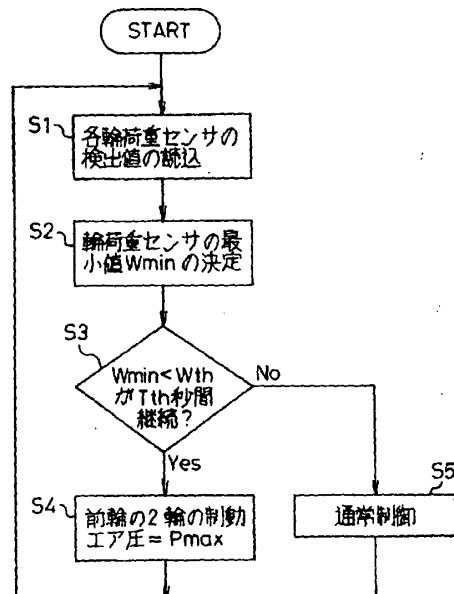 START
S1
各輪荷重センサの
検出値の読込
S2
輪荷重センサの最
小値Wminの決定
S3
Wmin<Wth
がTth秒間
継続?
No
Yes
S4
前輪の2輪の制動
エア圧=Pmax
S5
通常制御